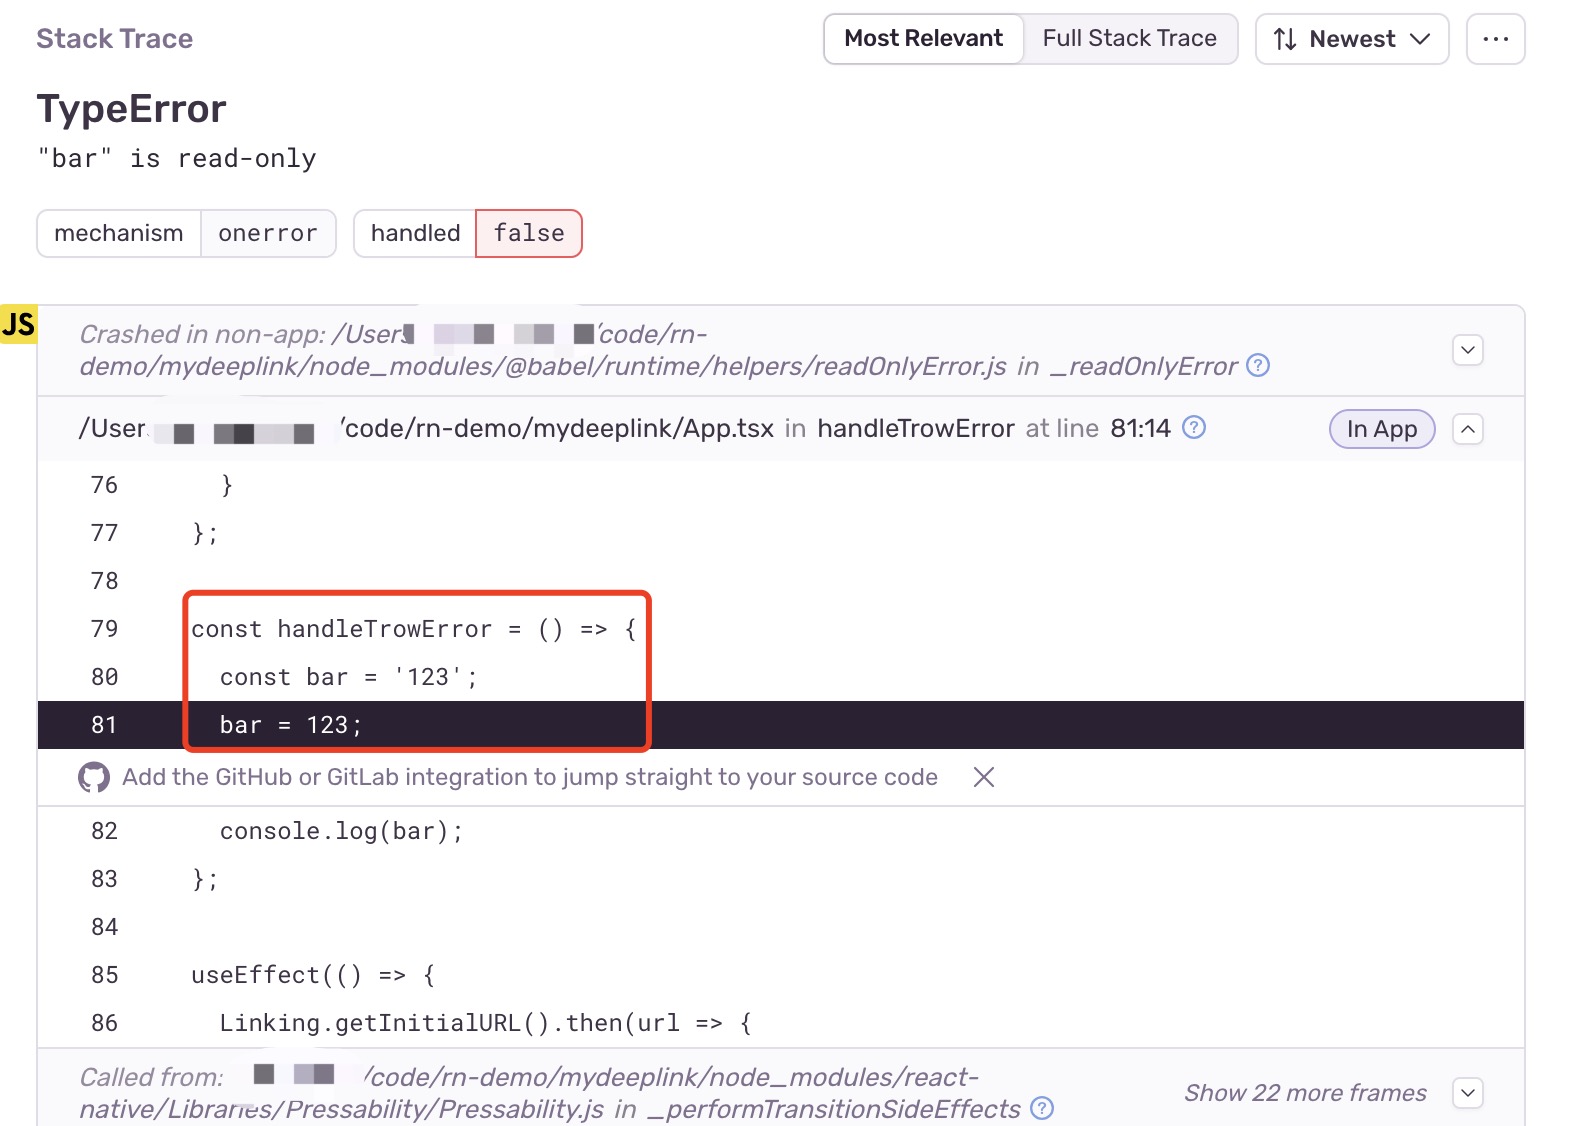 Stack Trace
Most Relevant
Full Stack Trace
Newest
TypeError
"bar" is read-only
mechanism onerror
handled false
JS
Crashed in non-app: /Users /code/rn-
demo/mydeeplink/node_modules/@babel/runtime/helpers/readOnlyError.js in _readOnlyError
/User /code/rn-demo/mydeeplink/App.tsx in handleTrowError at line 81:14
In App
76 }
77 };
78
79 const handleTrowError = () => {
80 const bar = '123';
81 bar = 123;
Add the GitHub or GitLab integration to jump straight to your source code
82 console.log(bar);
83 };
84
85 useEffect(() => {
86 Linking.getInitialURL().then(url => {
Called from: /code/rn-demo/mydeeplink/node_modules/react-
native/Libraries/Pressability/Pressability.js in _performTransitionSideEffects
Show 22 more frames